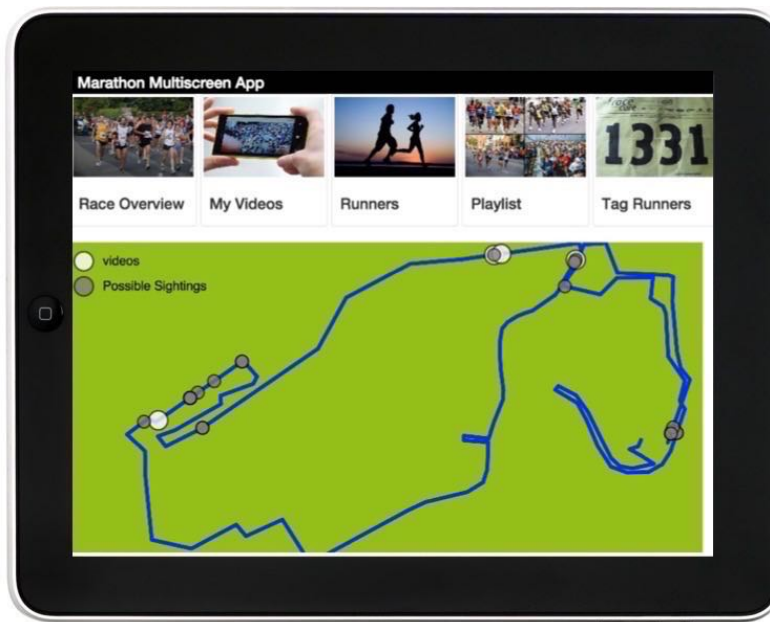 Marathon Multiscreen App
Race Overview
My Videos
Runners
Playlist
Tag Runners
1331
videos
Possible Sightings